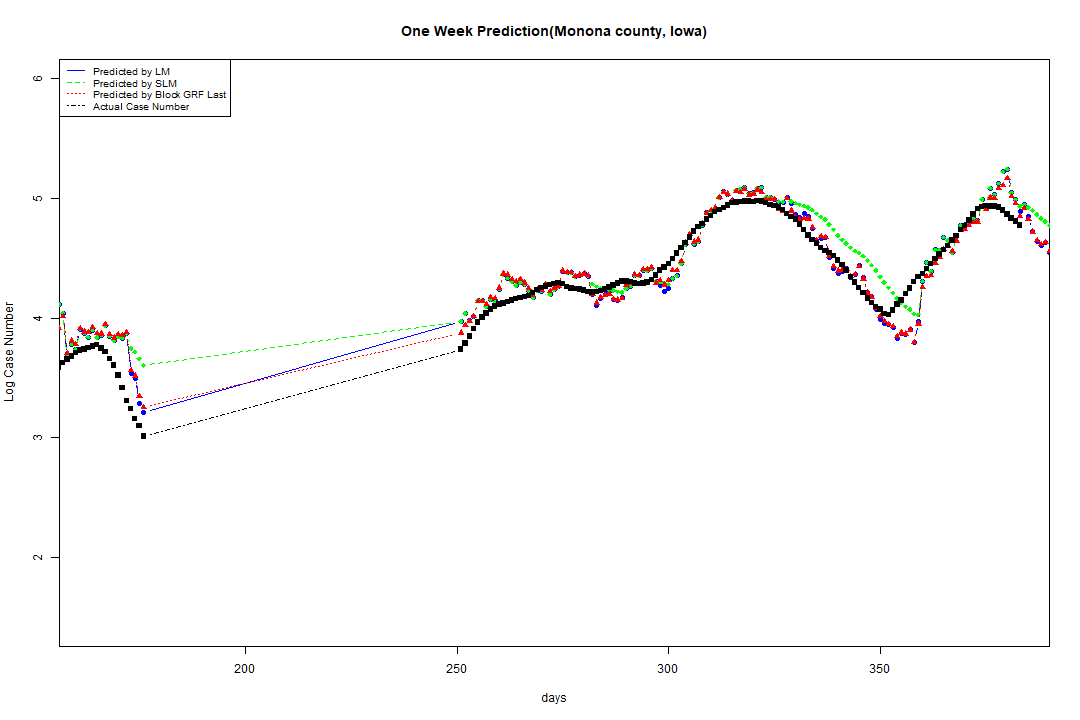 One Week Prediction(Monona county, Iowa)
Predicted by LM
Predicted by SLM
Predicted by Block GRF Last
Actual Case Number
Log Case Number
6
5
4
3
2
200
250
300
350
days